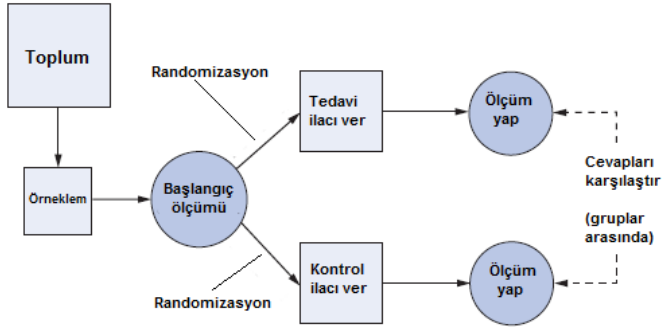 Toplum
Örneklem
Başlangıç
ölçümü
Randomizasyon
Tedavi
ilacı ver
Ölçüm
yap
Randomizasyon
Kontrol
ilacı ver
Ölçüm
yap
Cevapları
karşılaştır
(gruplar
arasında)